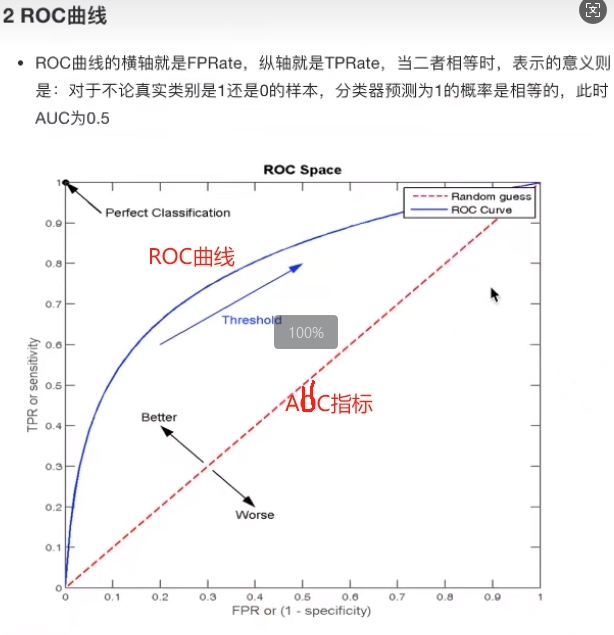 2 ROC曲线
• ROC曲线的横轴就是FPRate，纵轴就是TPRate，当二者相等时，表示的意义则
是：对于不论真实类别是1还是0的样本，分类器预测为1的概率是相等的，此时
AUC为0.5
ROC Space
Random guess
ROC Curve
Perfect Classification
ROC曲线
Threshold
100%
AUC指标
Better
Worse
TPR or sensitivity
1
0.9
0.8
0.7
0.6
0.5
0.4
0.3
0.2
0.1
0
0 0.1 0.2 0.3 0.4 0.5 0.6 0.7 0.8 0.9 1
FPR or (1 - specificity)